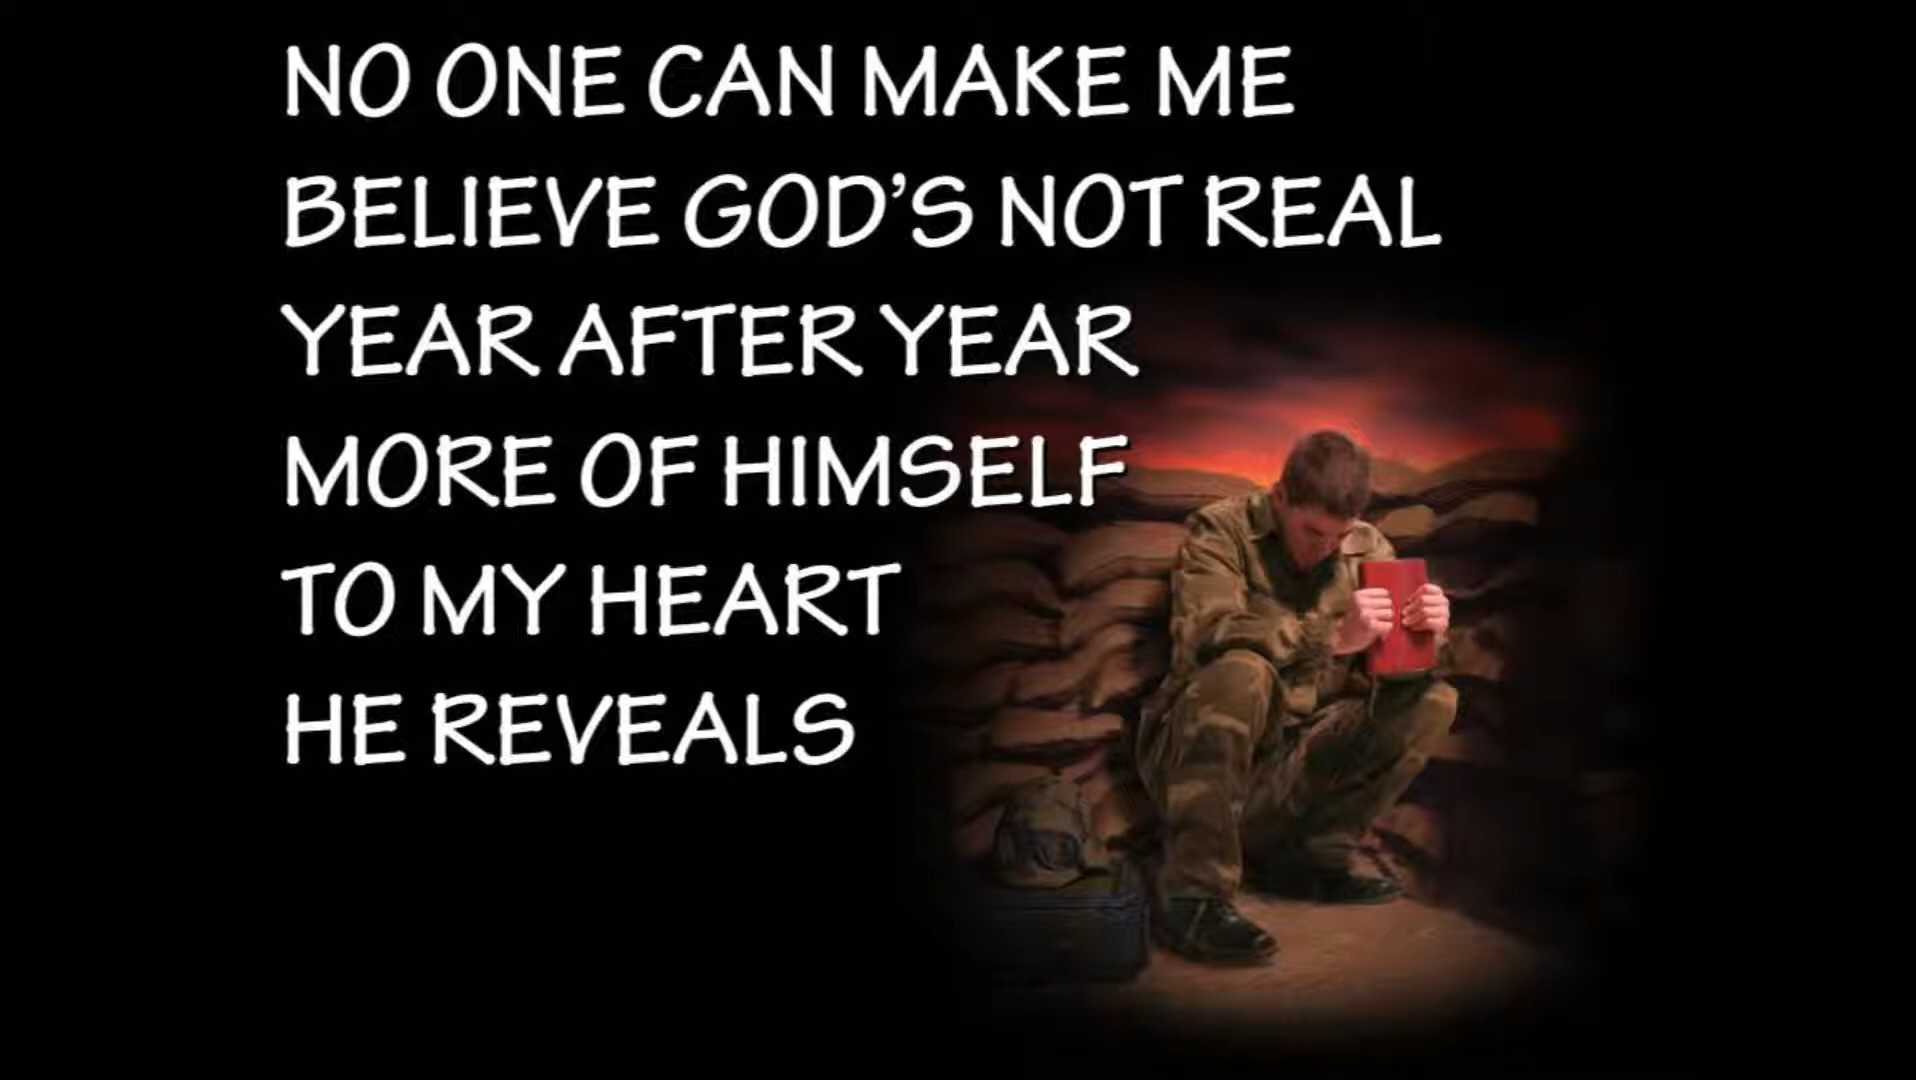 NO ONE CAN MAKE ME
BELIEVE GOD'S NOT REAL
YEAR AFTER YEAR
MORE OF HIMSELF
TO MY HEART
HE REVEALS